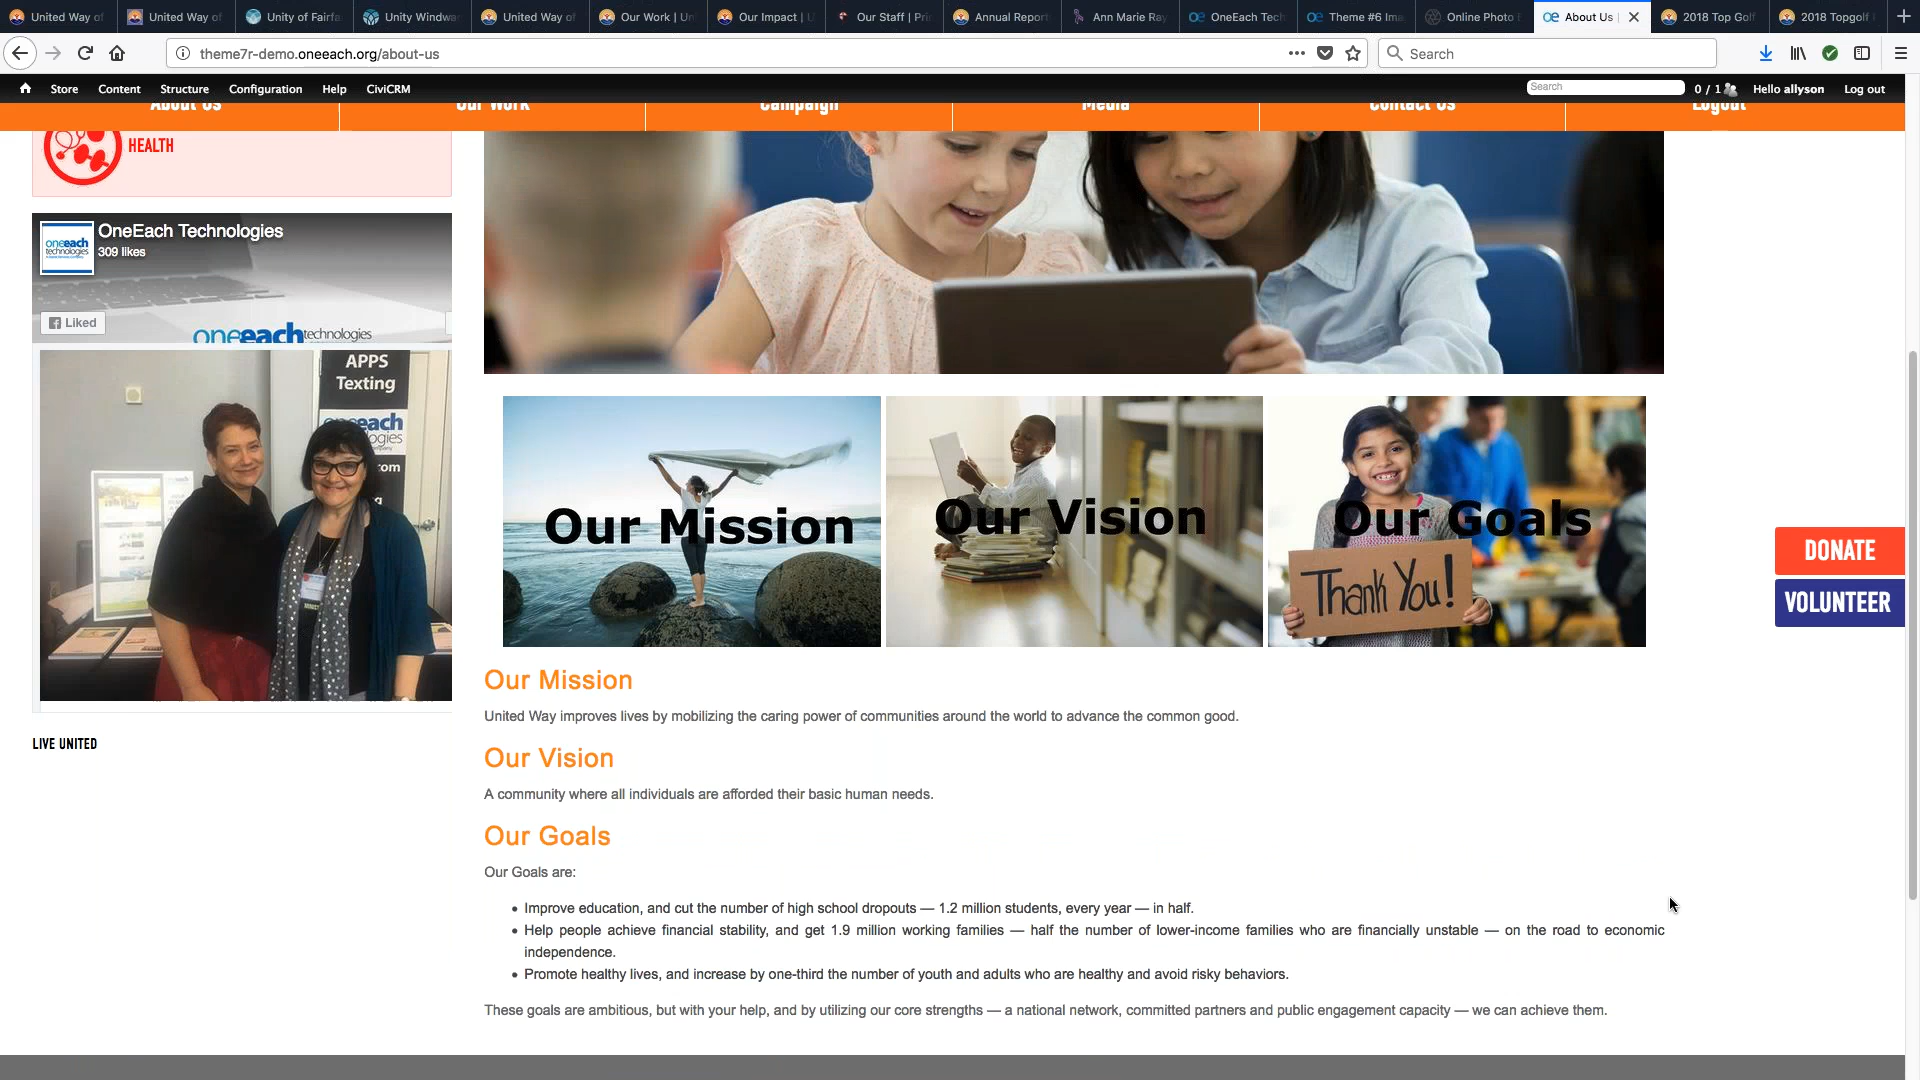 United Way of
United Way of
Unity of Fairfa
Unity Windwa
United Way of
Our Work | Un
Our Impact | U
Our Staff | Pri
Annual Report
Ann Marie Ray
OneEach Tech
Theme #6 Ima
Online Photo E
About Us |
2018 Top Golf
2018 Topgolf
theme7r-demo.oneeach.org/about-us
Search
Store Content Structure Configuration Help CiviCRM
Search
0 / 1
Hello allyson
Log out
About Us
Our Work
Campaign
Media
Contact Us
Logout
HEALTH
OneEach Technologies
309 likes
oneeach
technologies
Liked
oneeachtechnologies
APPS
Texting
Our Mission
Our Vision
Our Goals
Thank You!
DONATE
VOLUNTEER
LIVE UNITED
Our Mission
United Way improves lives by mobilizing the caring power of communities around the world to advance the common good.
Our Vision
A community where all individuals are afforded their basic human needs.
Our Goals
Our Goals are:
• Improve education, and cut the number of high school dropouts — 1.2 million students, every year — in half.
• Help people achieve financial stability, and get 1.9 million working families — half the number of lower-income families who are financially unstable — on the road to economic
independence.
• Promote healthy lives, and increase by one-third the number of youth and adults who are healthy and avoid risky behaviors.
These goals are ambitious, but with your help, and by utilizing our core strengths — a national network, committed partners and public engagement capacity — we can achieve them.